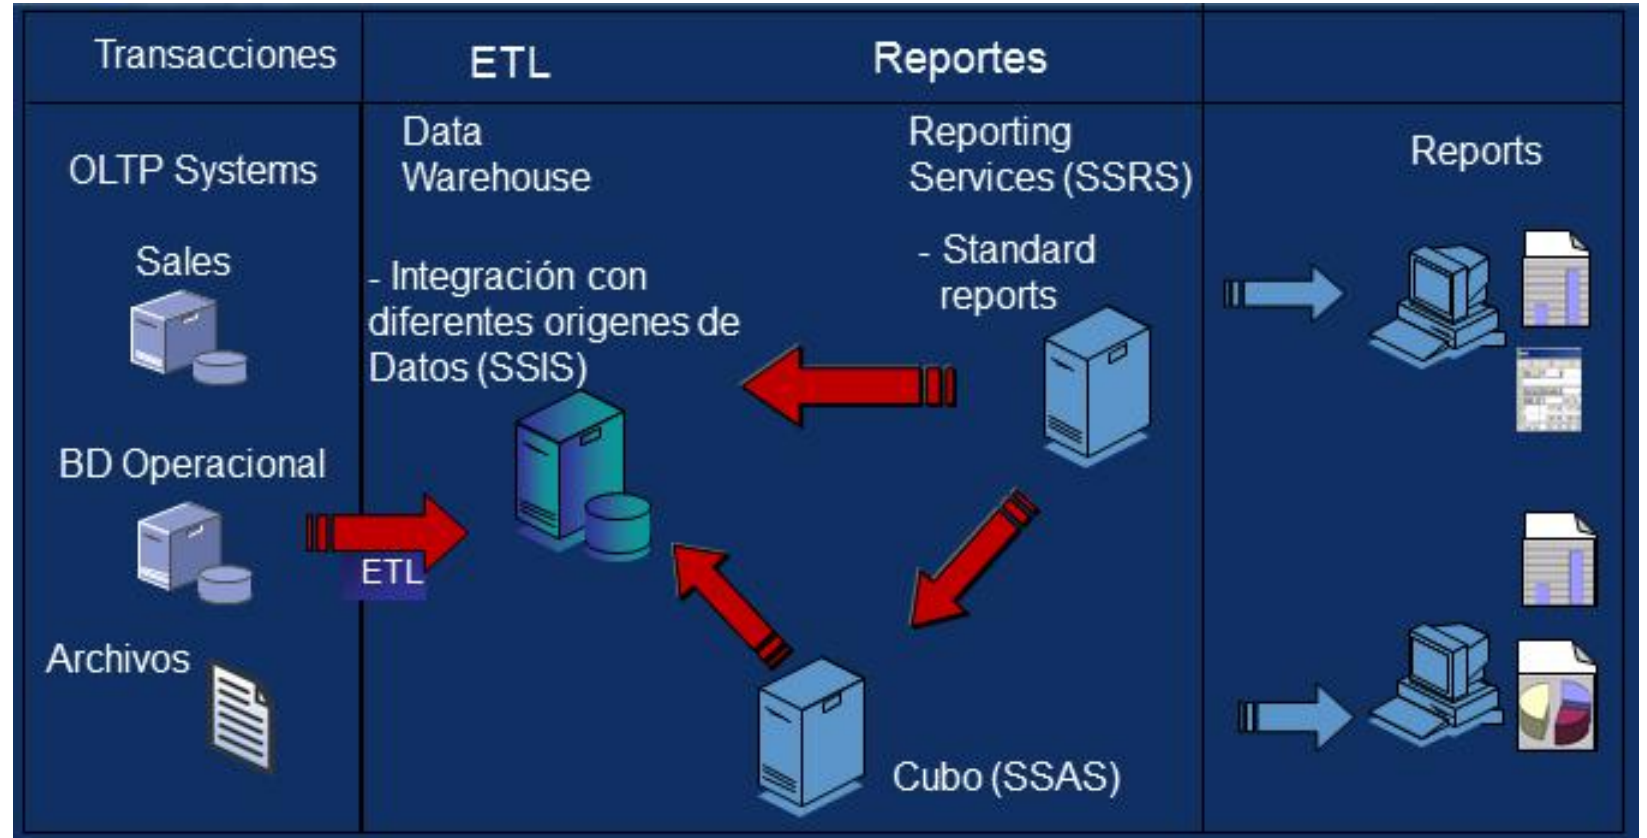 Transacciones
ETL
Reportes
OLTP Systems
Sales
BD Operacional
Archivos
ETL
Data
Warehouse
- Integración con
diferentes origenes de
Datos (SSIS)
Reporting
Services (SSRS)
- Standard
reports
Cubo (SSAS)
Reports